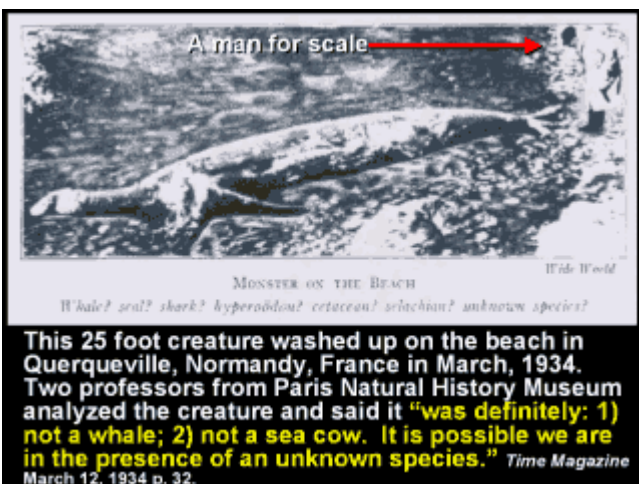 A man for scale
Wide World
MONSTER ON THE BEACH
Whale? seal? shark? hyperoödon? cetacean? selachian? unknown species?
This 25 foot creature washed up on the beach in
Querqueville, Normandy, France in March, 1934.
Two professors from Paris Natural History Museum
analyzed the creature and said it "was definitely: 1)
not a whale; 2) not a sea cow. It is possible we are
in the presence of an unknown species." Time Magazine
March 12, 1934 p. 32.